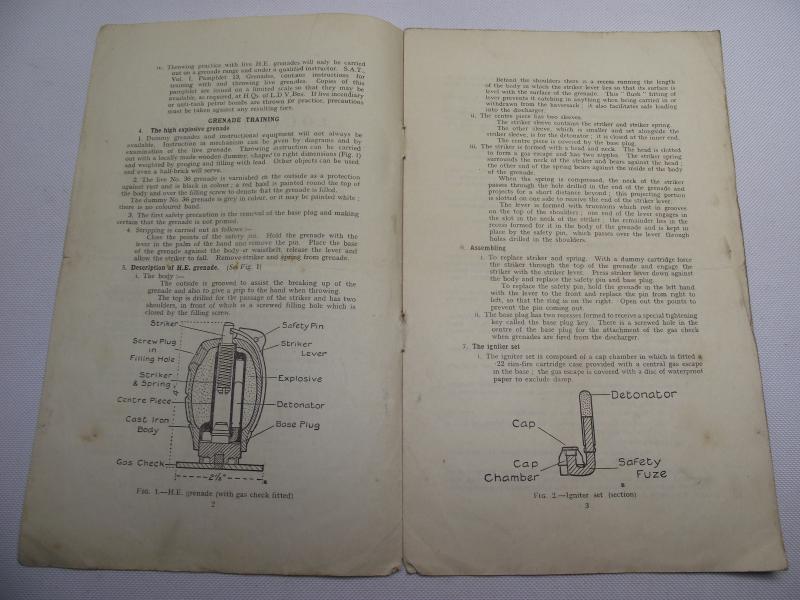 iv. Throwing practice with live H.E. grenades will only be carried
out on a grenade range and under a qualified instructor. S.A.T.,
Vol. I, Pamphlet 13, Grenades, contains instructions for
training with and throwing live grenades. Copies of this
pamphlet are issued on a limited scale so that they may be
available, as required, at H.Qs. of L.D.V. Bns. If live incendiary
or anti-tank petrol bombs are thrown for practice, precautions
must be taken against any resulting fire.
GRENADE TRAINING
4. The high explosive grenade
1. Dummy grenades and instructional equipment will not always be
available. Instruction in mechanism can be given by diagrams and by
examination of the live grenade. Throwing instruction can be carried
out with a locally made wooden dummy, shaped to right dimensions (Fig. 1)
and weighted by plugging and filling with lead. Other objects can be used
and even a half-brick will serve.
2. The live No. 36 grenade is varnished on the outside as a protection
against rust and is black in colour; a red band is painted round the top of
the body and over the filling screw to denote that the grenade is filled.
The dummy No. 36 grenade is grey in colour, or it may be painted white;
there is no coloured band.
3. The first safety precaution is the removal of the base plug and making
certain that the grenade is not primed.
4. Stripping is carried out as follows :—
Close the points of the safety pin. Hold the grenade with the
lever in the palm of the hand and remove the pin. Place the base
of the grenade against the body or waistbelt, release the lever and
allow the striker to fall. Remove striker and spring from grenade.
5. Description of H.E. grenade. (See Fig. 1)
i. The body :—
The outside is grooved to assist the breaking up of the
grenade and also to give a grip to the hand when throwing.
The top is drilled for the passage of the striker and has two
shoulders, in front of which is a screwed filling hole which is
closed by the filling screw.
Striker
Safety Pin
Screw Plug
in
Filling Hole
Striker
Lever
Striker
& Spring
Explosive
Centre Piece
Detonator
Cast Iron
Body
Base Plug
4"
Gas Check
FIG. 1.—H.E. grenade (with gas check fitted)
2
Behind the shoulders there is a recess running the length
of the body in which the striker lever lies so that its surface is
level with the surface of the grenade. This "flush" fitting of
lever prevents it catching in anything when being carried in or
withdrawn from the haversack; it also facilitates safe loading
into the discharger.
ii. The centre piece has two sleeves.
The striker sleeve contains the striker and striker spring.
The other sleeve, which is smaller and set alongside the
striker sleeve, is for the detonator; it is closed at the inner end.
The centre piece is covered by the base plug.
iii. The striker is formed with a head and neck. The head is slotted
to form a gas escape and has two nipples. The striker spring
surrounds the neck of the striker and bears against the head;
the other end of the spring bears against the inside of the body
of the grenade.
When the spring is compressed, the neck of the striker
passes through the hole drilled in the end of the grenade and
projects for a short distance beyond; this projecting portion
is slotted on one side to receive the end of the striker lever.
The lever is formed with trunnions which rest in grooves
on the top of the shoulders; one end of the lever engages in
the slot in the neck of the striker; the remainder lies in the
recess formed for it in the body of the grenade and is kept in
place by the safety pin, which passes over the lever through
holes drilled in the shoulders.
6. Assembling
i. To replace striker and spring. With a dummy cartridge force
the striker through the top of the grenade and engage the
striker with the striker lever. Press striker lever down against
the body and replace the safety pin and base plug.
To replace the safety pin, hold the grenade in the left hand
with the lever to the front and replace the pin from right to
left, so that the ring is on the right. Open out the points to
prevent the pin coming out.
ii. The base plug has two recesses formed to receive a special tightening
key called the base plug key. There is a screwed hole in the
centre of the base plug for the attachment of the gas check
when grenades are fired from the discharger.
7. The igniter set
i. The igniter set is composed of a cap chamber in which is fitted a
·22 rim-fire cartridge case provided with a central gas escape
in the base; the gas escape is covered with a disc of waterproof
paper to exclude damp.
Detonator
Cap
Cap
Chamber
Safety
Fuze
FIG. 2.—Igniter set (section)
3